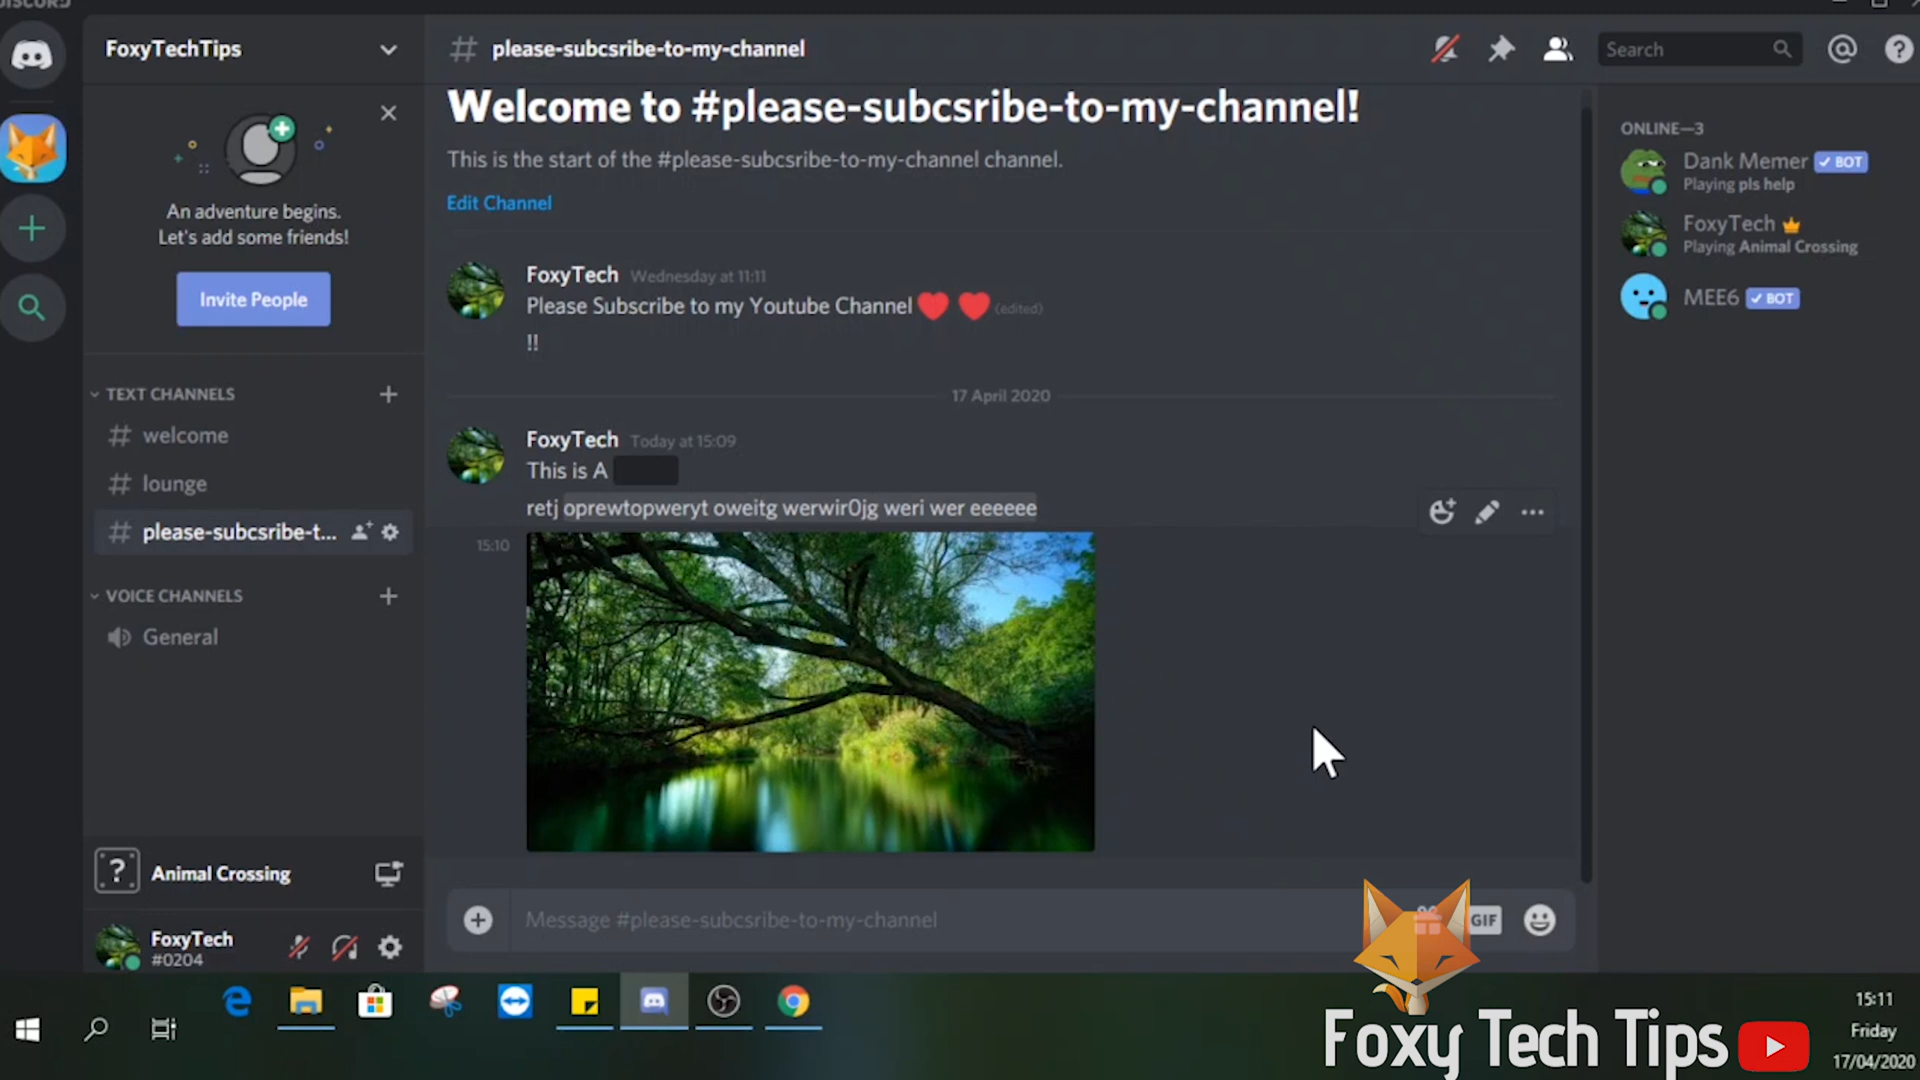 DISCORD
FoxyTechTips
please-subcsribe-to-my-channel
Search
Welcome to #please-subcsribe-to-my-channel!
This is the start of the #please-subcsribe-to-my-channel channel.
Edit Channel
An adventure begins.
Let's add some friends!
Invite People
TEXT CHANNELS
welcome
lounge
please-subcsribe-t...
VOICE CHANNELS
General
Animal Crossing
FoxyTech
#0204
FoxyTech Wednesday at 11:11
Please Subscribe to my Youtube Channel (edited)
!!
17 April 2020
FoxyTech Today at 15:09
This is A
retj oprewtopweryt oweitg werwir0jg weri wer eeeeee
15:10
Message #please-subcsribe-to-my-channel
GIF
ONLINE—3
Dank Memer BOT
Playing pls help
FoxyTech
Playing Animal Crossing
MEE6 BOT
Foxy Tech Tips
15:11
Friday
17/04/2020